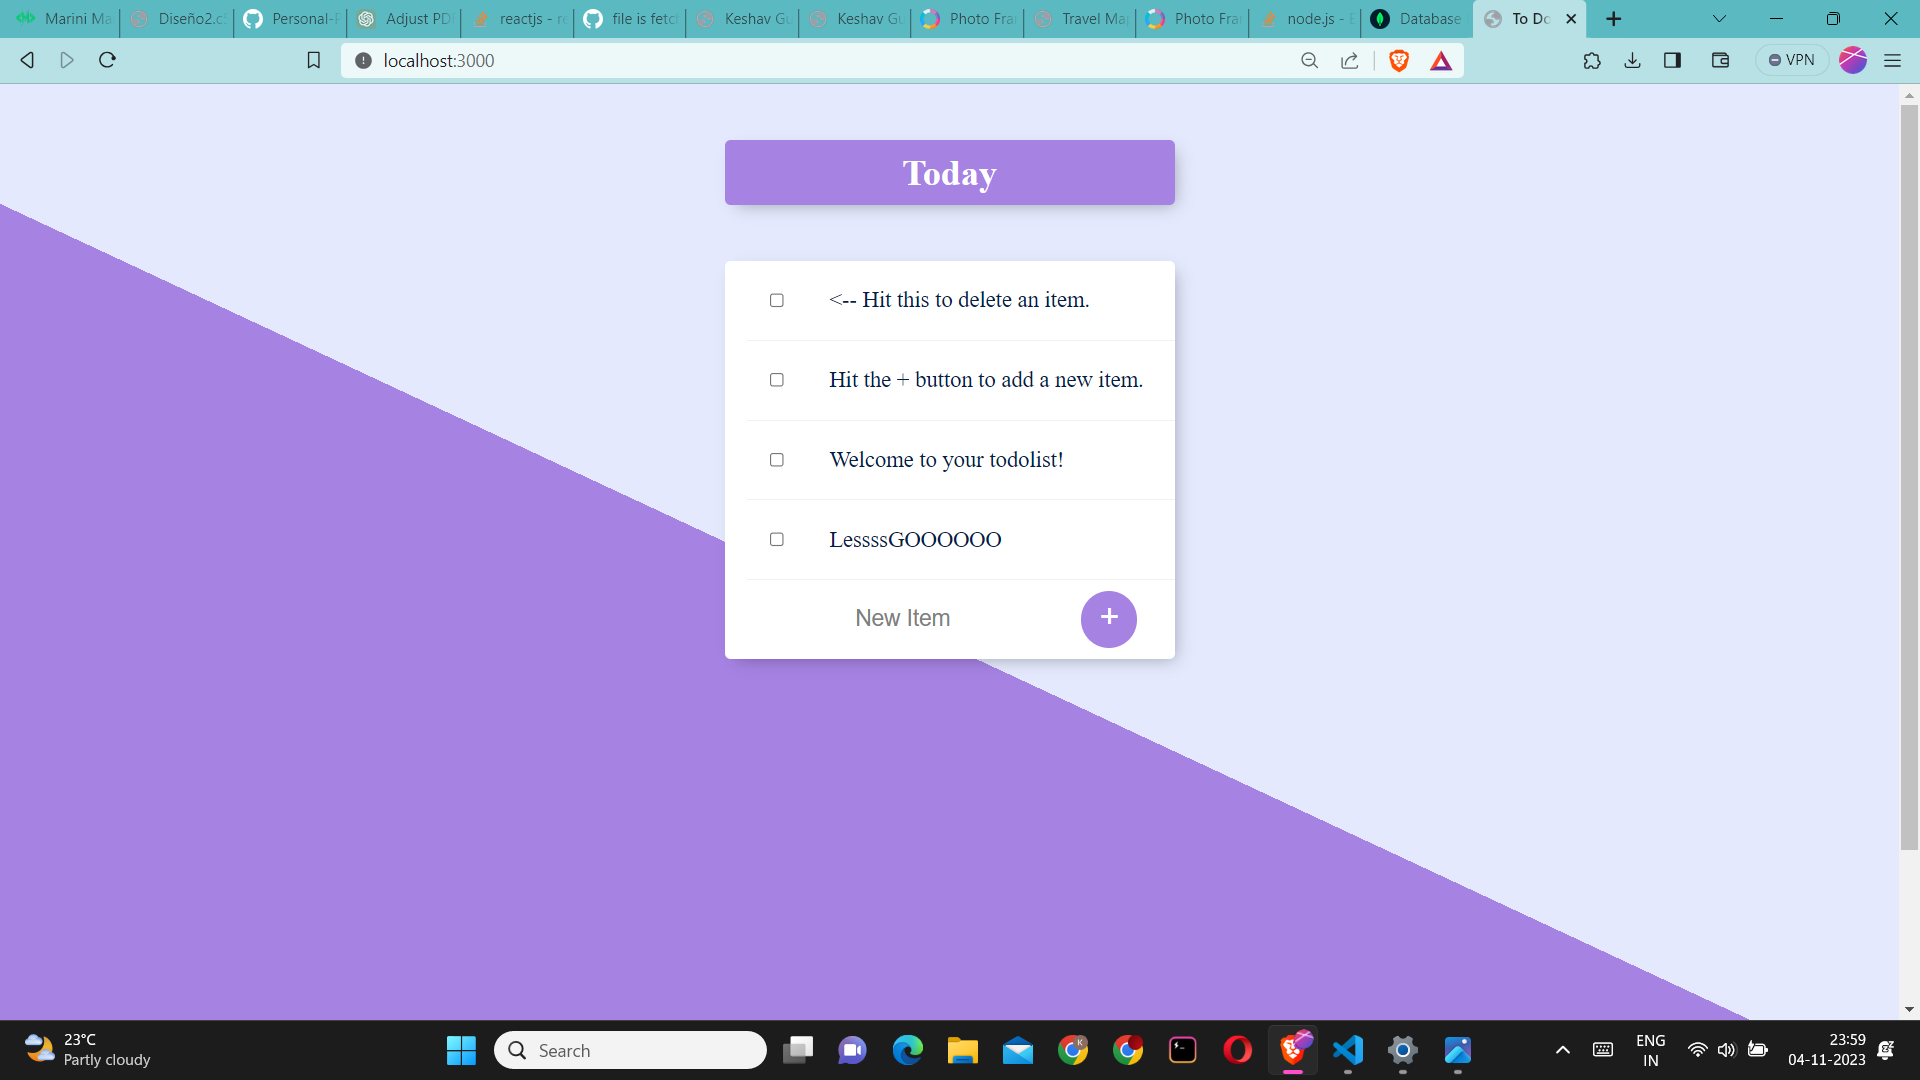 Marini Ma
Diseño2.c
Personal-
Adjust PD
reactjs - r
file is fetc
Keshav Gu
Keshav Gu
Photo Fra
Travel Ma
Photo Fra
node.js -
Database
To Do
localhost:3000
VPN
Today
<-- Hit this to delete an item.
Hit the + button to add a new item.
Welcome to your todolist!
LessssGOOOOOO
New Item
+
23°C
Partly cloudy
Search
K
ENG
IN
23:59
04-11-2023